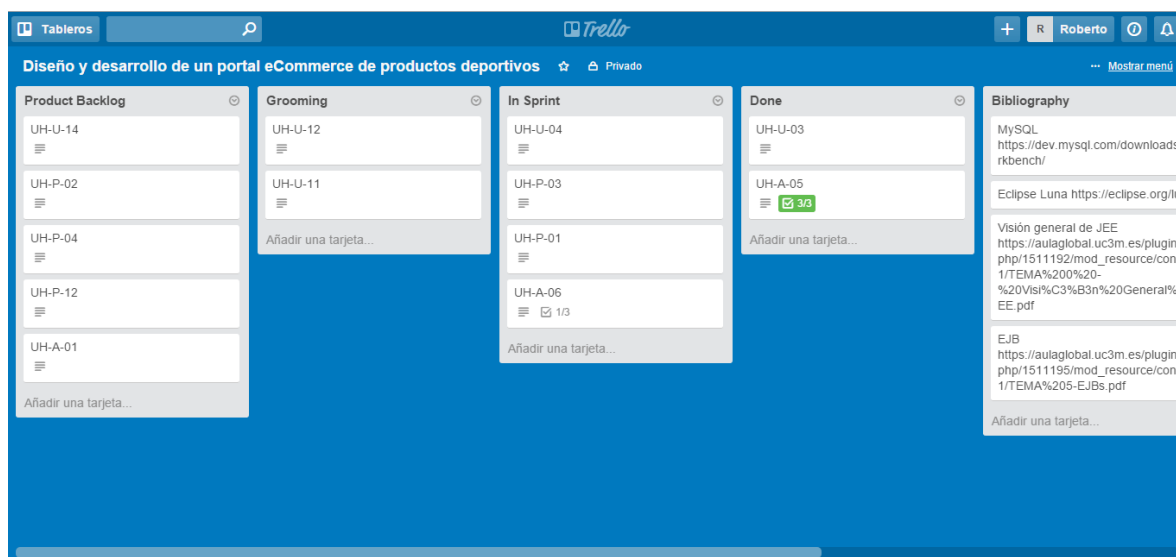 Tableros
Trello
R Roberto
Diseño y desarrollo de un portal eCommerce de productos deportivos
Privado
... Mostrar menú
Product Backlog
UH-U-14
UH-P-02
UH-P-04
UH-P-12
UH-A-01
Añadir una tarjeta...
Grooming
UH-U-12
UH-U-11
Añadir una tarjeta...
In Sprint
UH-U-04
UH-P-03
UH-P-01
UH-A-06
1/3
Añadir una tarjeta...
Done
UH-U-03
UH-A-05
3/3
Añadir una tarjeta...
Bibliography
MySQL
https://dev.mysql.com/downloads
rkbench/
Eclipse Luna https://eclipse.org/lu
Visión general de JEE
https://aulaglobal.uc3m.es/plugin
php/1511192/mod_resource/con
1/TEMA%200%20-
%20Visi%C3%B3n%20General%
EE.pdf
EJB
https://aulaglobal.uc3m.es/plugin
php/1511195/mod_resource/con
1/TEMA%205-EJBs.pdf
Añadir una tarjeta...